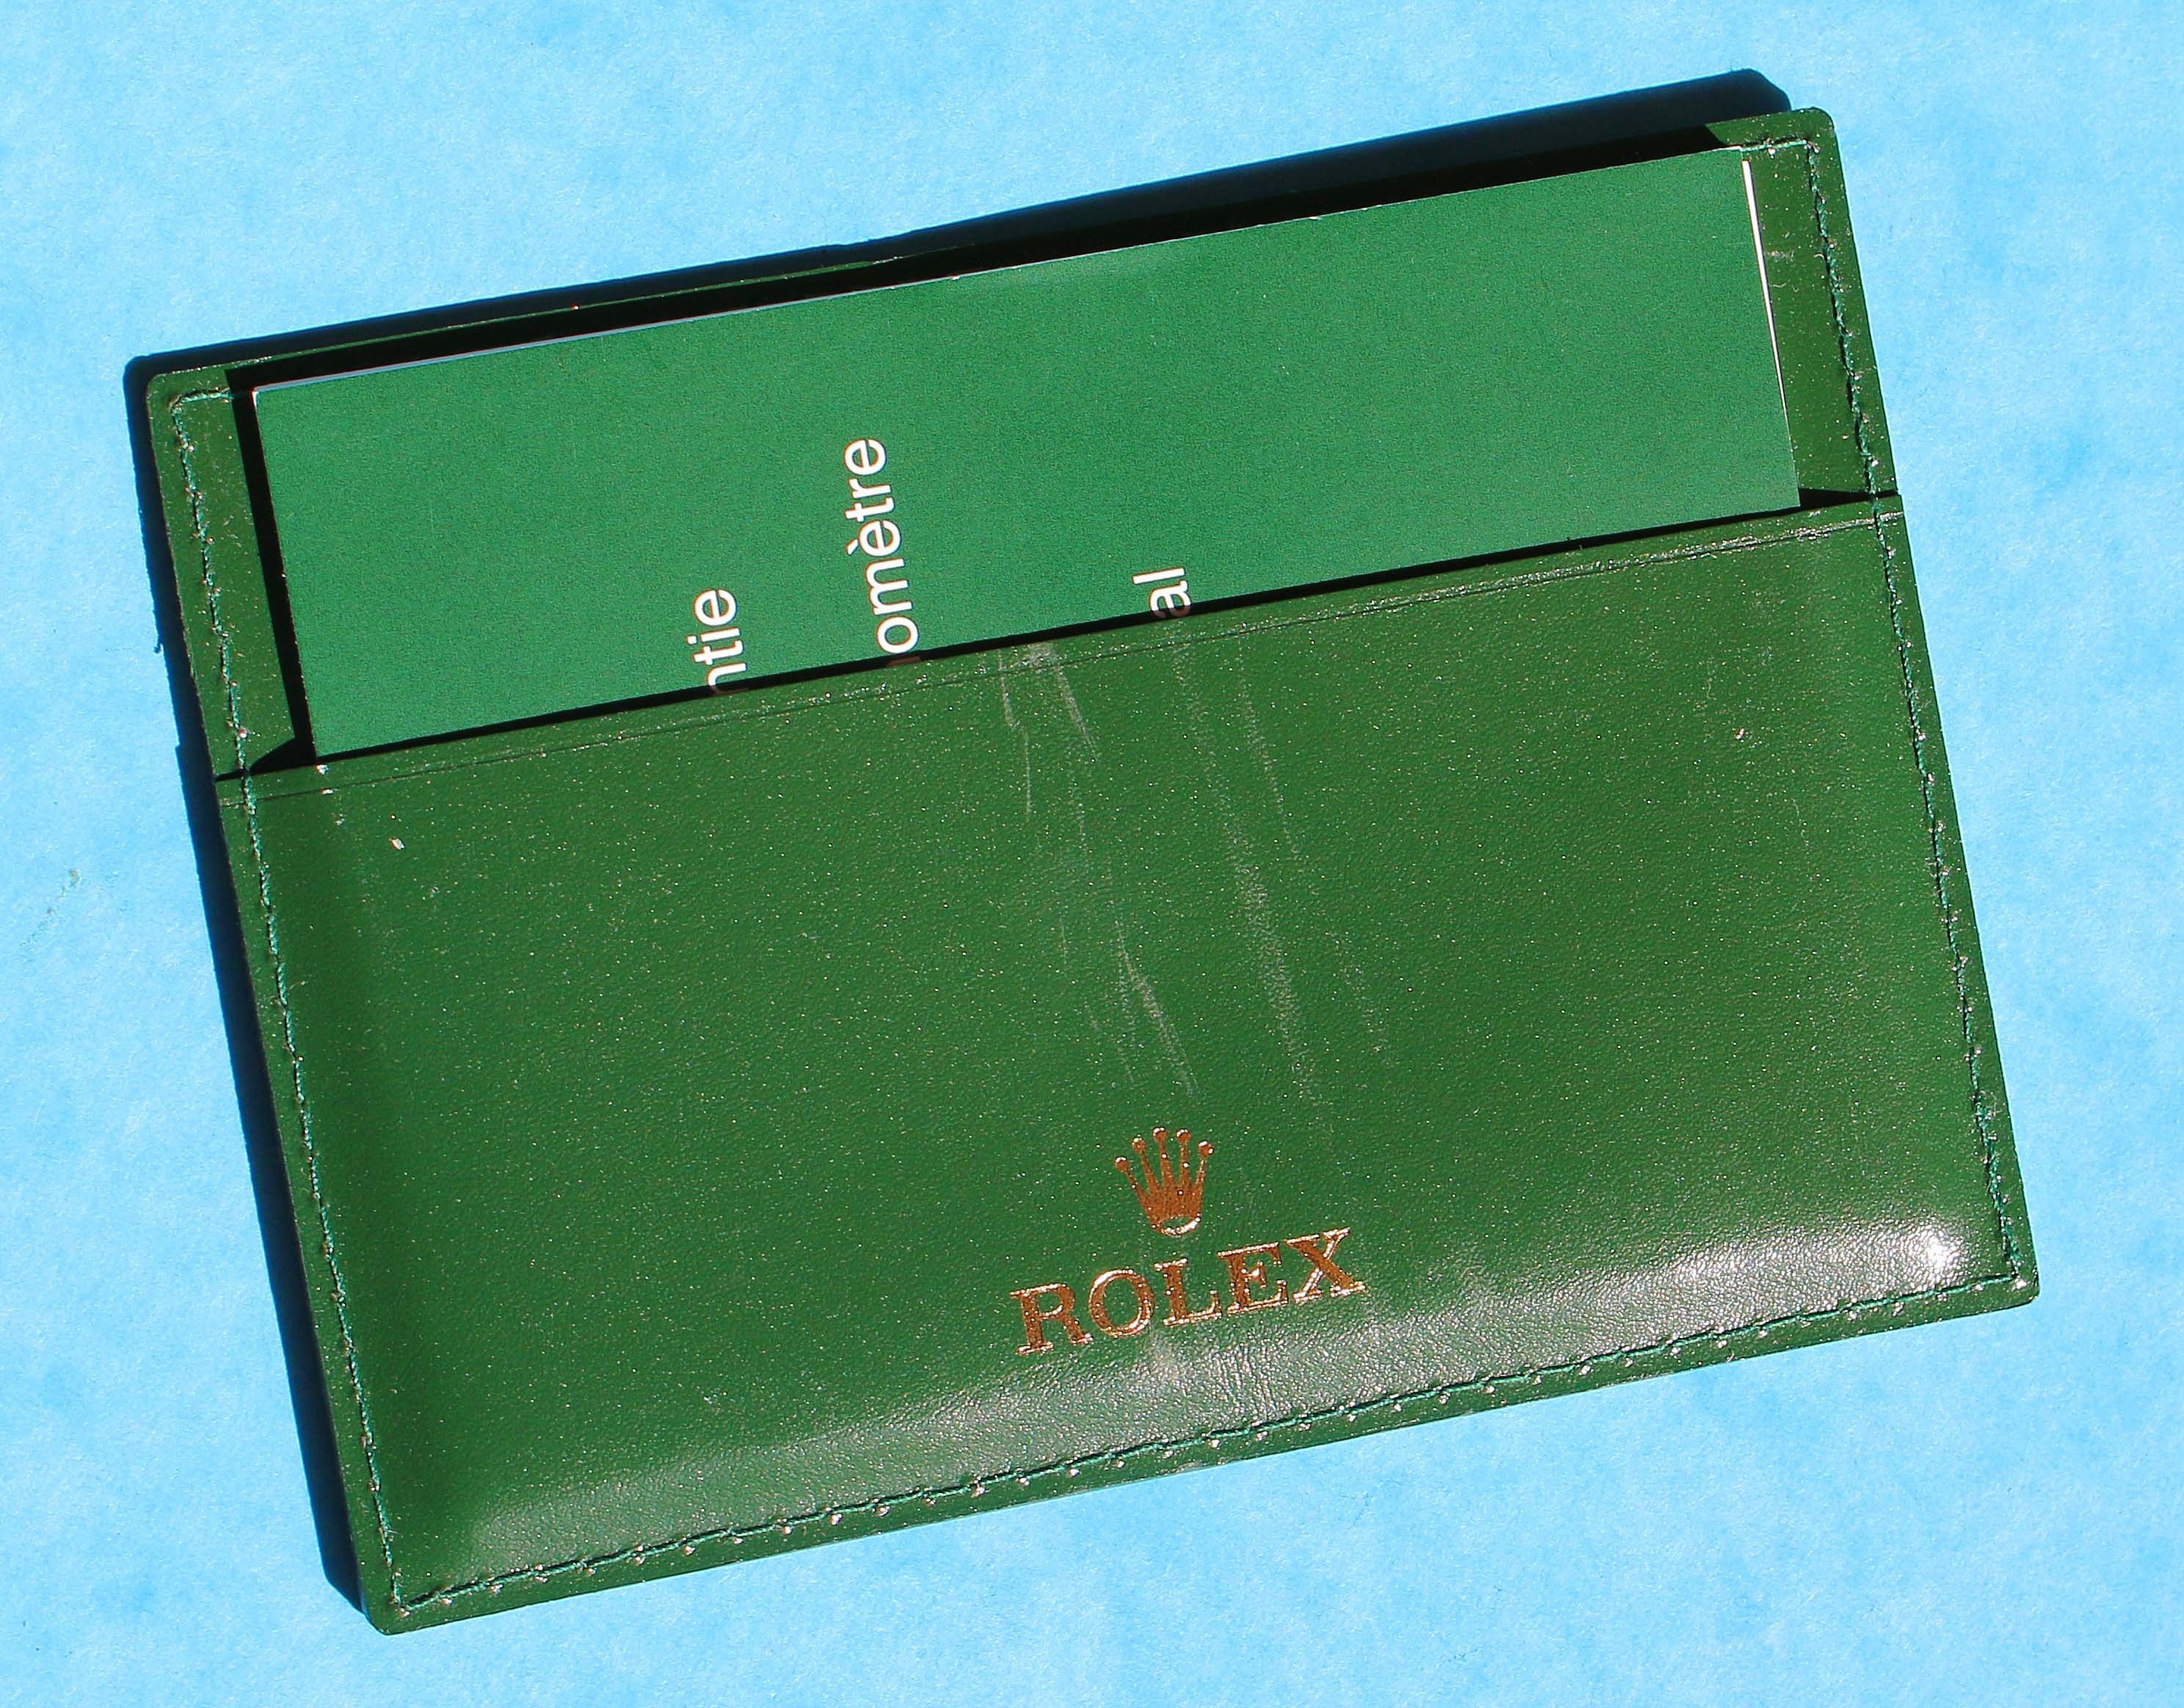 ntie
omètre
al
ROLEX